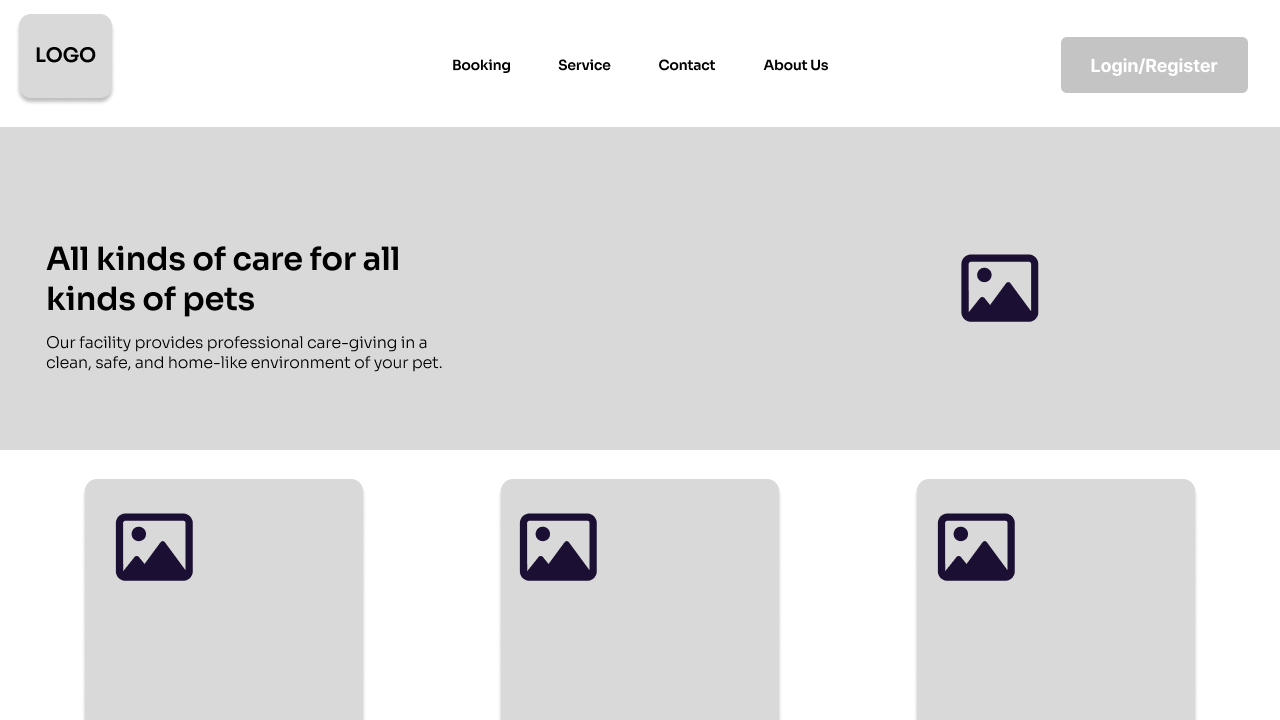 LOGO
Booking
Service
Contact
About Us
Login/Register
All kinds of care for all
kinds of pets
Our facility provides professional care-giving in a
clean, safe, and home-like environment of your pet.